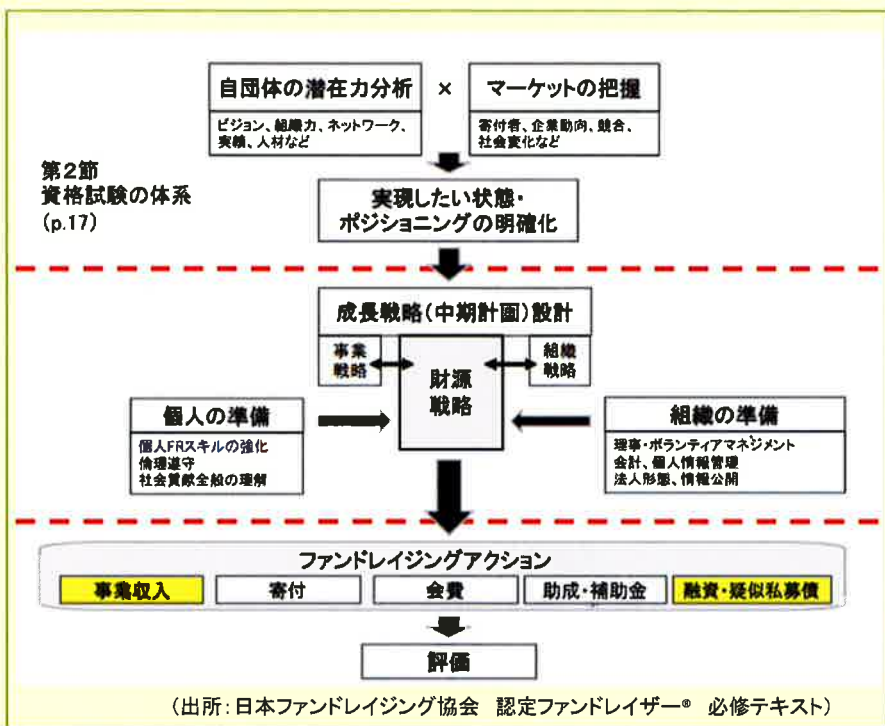 自団体の潜在力分析
×
マーケットの把握
ビジョン、組織力、ネットワーク、
実績、人材など
寄付者、企業動向、競合、
社会変化など
第2節
資格試験の体系
(p.17)
実現したい状態・
ポジショニングの明確化
成長戦略(中期計画)設計
事業
戦略
財源
戦略
組織
戦略
個人の準備
個人FRスキルの強化
倫理遵守
社会貢献全般の理解
組織の準備
理事・ボランティアマネジメント
会計、個人情報管理
法人形態、情報公開
ファンドレイジングアクション
事業収入
寄付
会費
助成・補助金
融資・疑似私募債
評価
(出所:日本ファンドレイジング協会 認定ファンドレイザー® 必修テキスト)